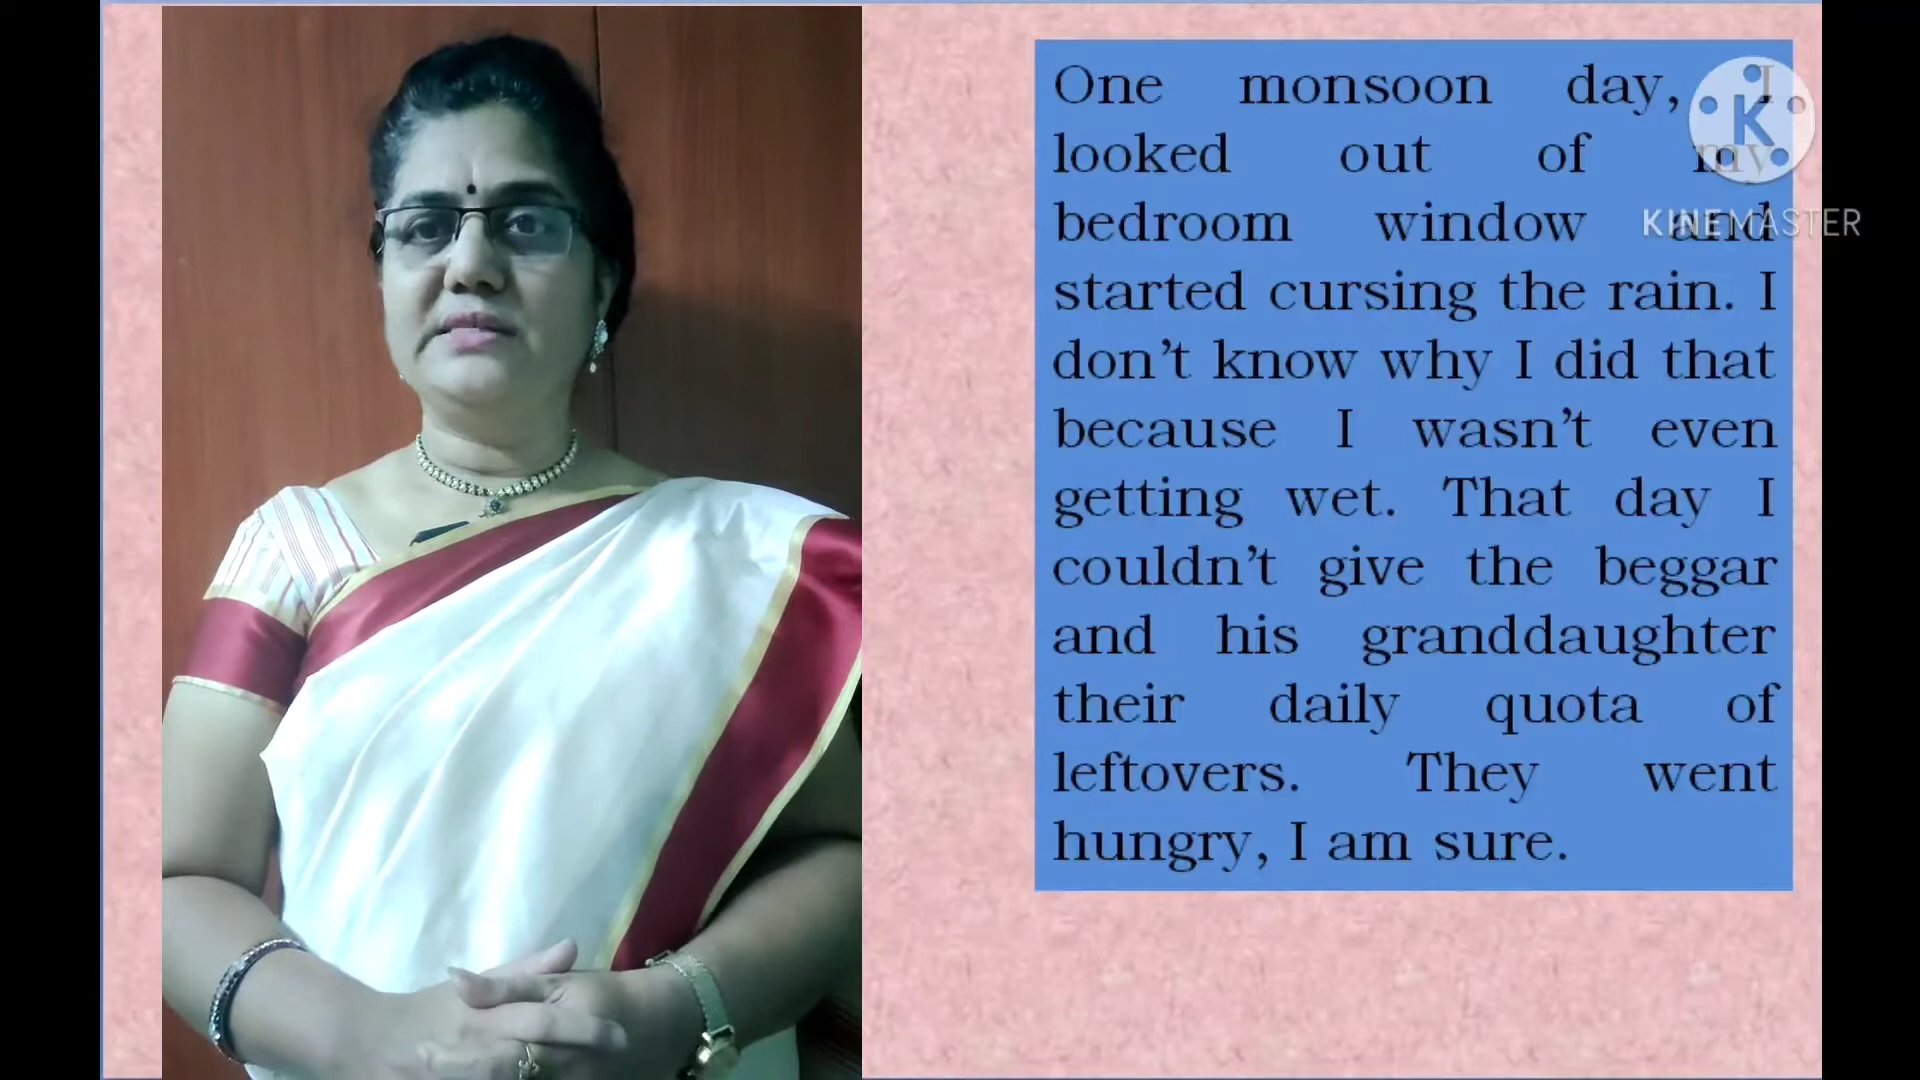 One monsoon day, I
looked out of my
bedroom window and
started cursing the rain. I
don't know why I did that
because I wasn't even
getting wet. That day I
couldn't give the beggar
and his granddaughter
their daily quota of
leftovers. They went
hungry, I am sure.
K
KINEMASTER